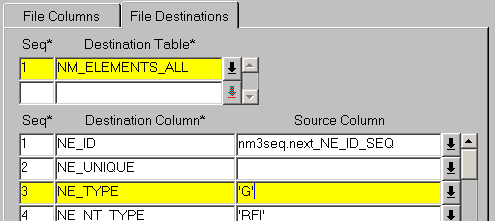 File Columns File Destinations
Seq* Destination Table*
1 NM_ELEMENTS_ALL
Seq* Destination Column* Source Column
1 NE_ID nm3seq.next_NE_ID_SEQ
2 NE_UNIQUE
3 NE_TYPE 'G'
4 NE_NT_TYPE 'RFI'